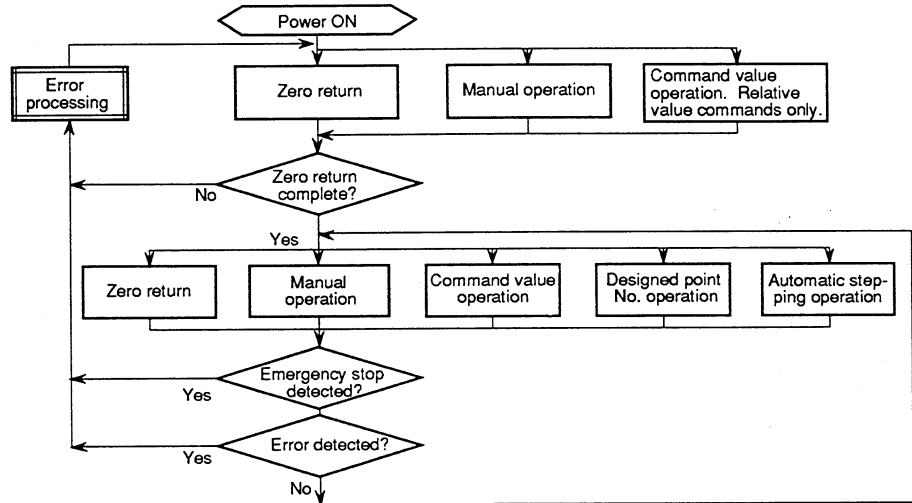 Power ON
Error
processing
Zero return
Manual operation
Command value
operation. Relative
value commands only.
Zero return
complete?
No
Yes
Zero return
Manual
operation
Command value
operation
Designed point
No. operation
Automatic step-
ping operation
Emergency stop
detected?
Yes
Error detected?
Yes
No